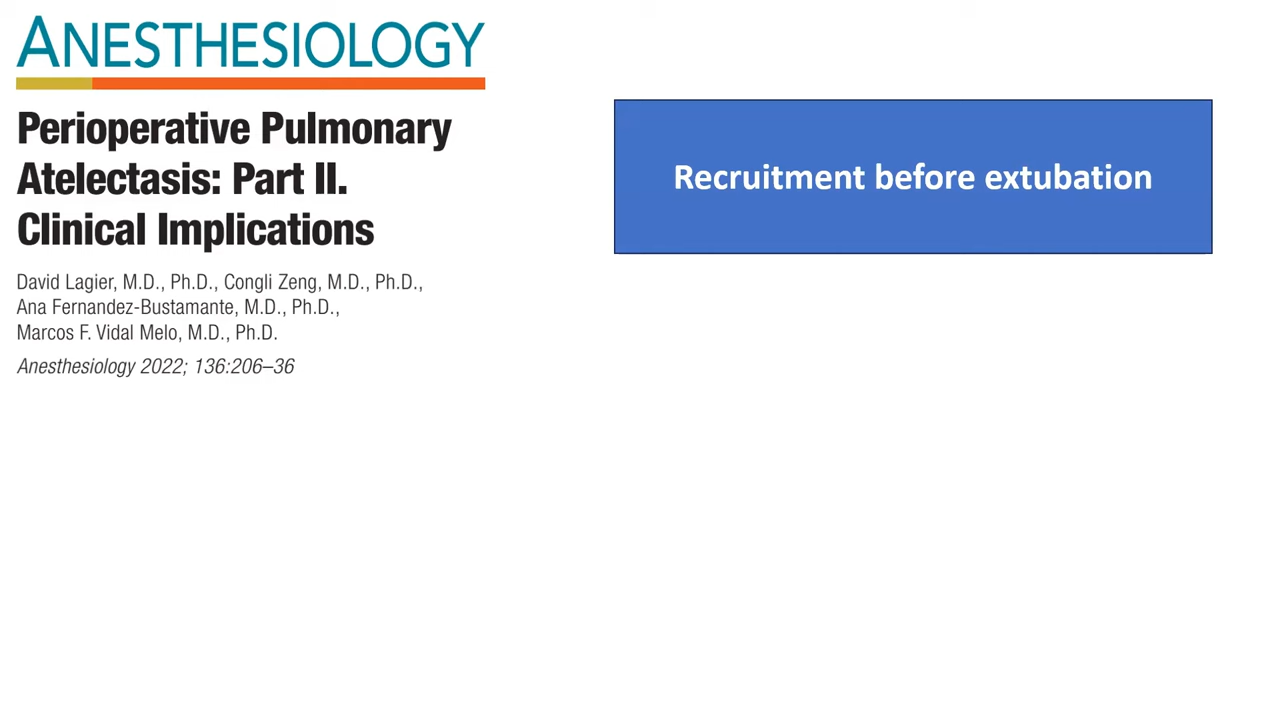 ANESTHESIOLOGY
Perioperative Pulmonary
Atelectasis: Part II.
Clinical Implications
David Lagier, M.D., Ph.D., Congli Zeng, M.D., Ph.D.,
Ana Fernandez-Bustamante, M.D., Ph.D.,
Marcos F. Vidal Melo, M.D., Ph.D.
Anesthesiology 2022; 136:206–36
Recruitment before extubation